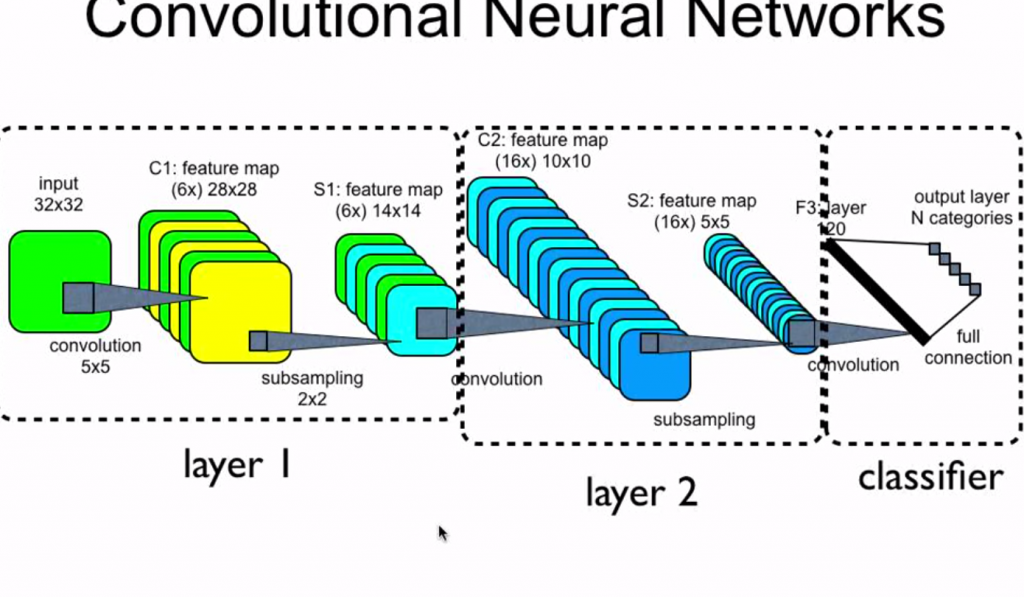 Convolutional Neural Networks
input
32x32
C1: feature map
(6x) 28x28
S1: feature map
(6x) 14x14
convolution
5x5
subsampling
2x2
layer 1
C2: feature map
(16x) 10x10
S2: feature map
(16x) 5x5
convolution
subsampling
layer 2
F3: layer
120
output layer
N categories
convolution
full
connection
classifier